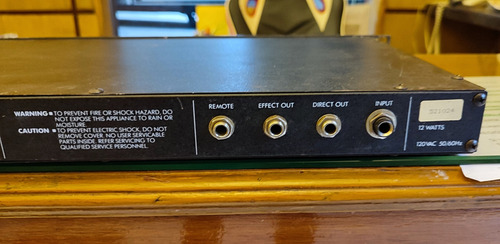 WARNING ■ TO PREVENT FIRE OR SHOCK HAZARD, DO
NOT EXPOSE THIS APPLIANCE TO RAIN OR
MOISTURE.
CAUTION ■ TO PREVENT ELECTRIC SHOCK, DO NOT
REMOVE COVER. NO USER SERVICABLE
PARTS INSIDE. REFER SERVICING TO
QUALIFIED SERVICE PERSONNEL.
REMOTE
EFFECT OUT
DIRECT OUT
INPUT
12 WATTS
120VAC 50/60Hz